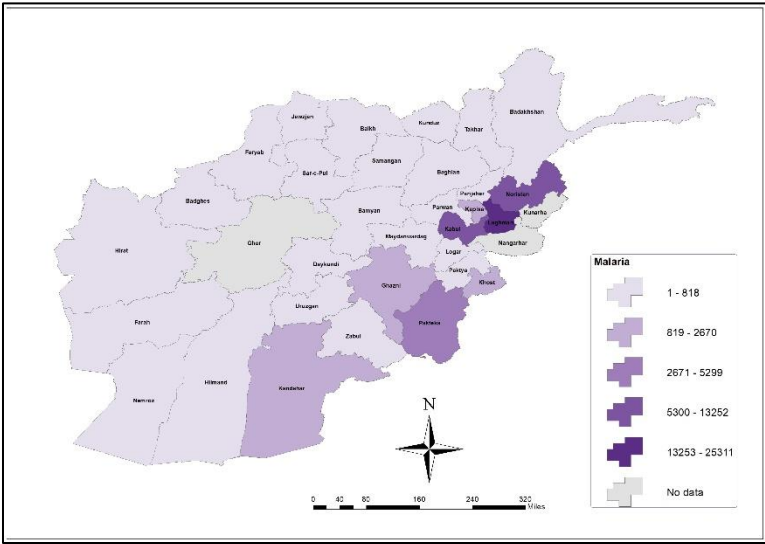 Jawzjan
Balkh
Kunduz
Takhar
Badakhshan
Faryab
Sar-e-Pul
Samangan
Baghlan
Badghes
Panjsher
Nuristan
Kapisa
Kunarha
Parwan
Laghman
Bamyan
Kabul
Ghor
Maydanwardag
Nangarhar
Hirat
Logar
Daykundi
Paktya
Ghazni
Khost
Uruzgan
Farah
Paktika
Zabul
Nemroz
Hilmand
Kandahar
N
0 40 80 160 240 320
Miles
Malaria
1 - 818
819 - 2670
2671 - 5299
5300 - 13252
13253 - 25311
No data